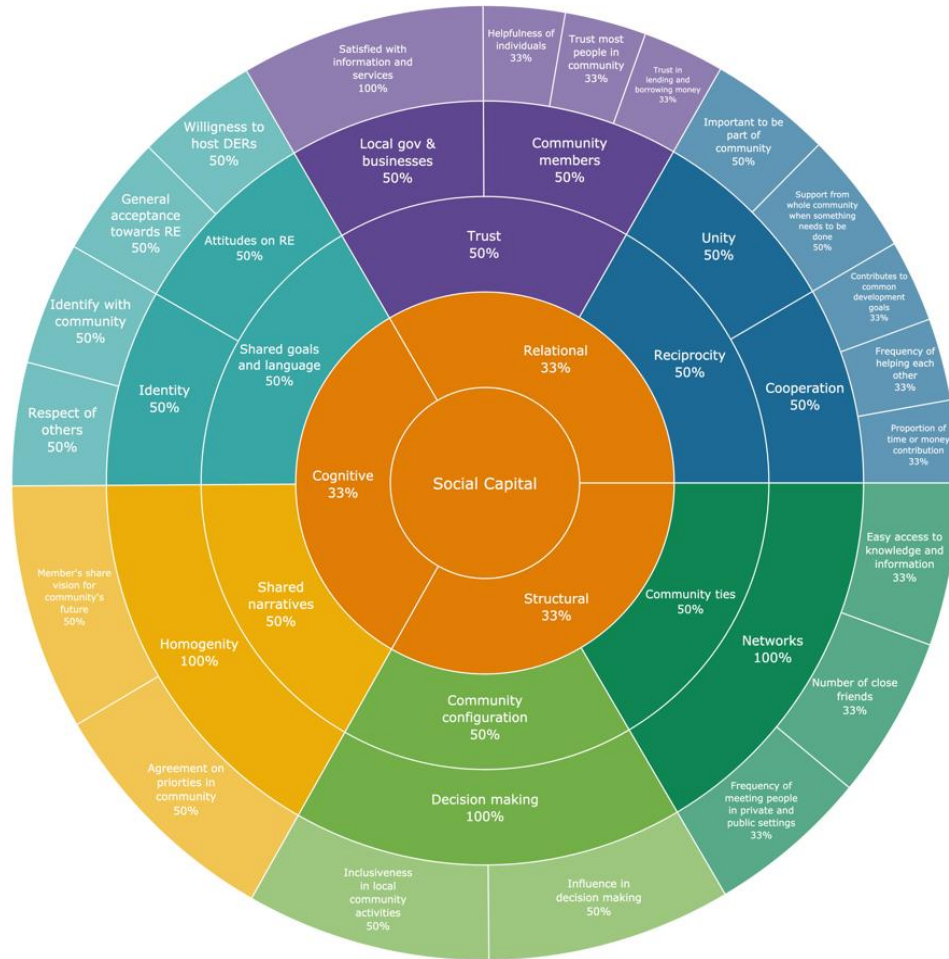 Social Capital
Relational
33%
Structural
33%
Cognitive
33%
Trust
50%
Local gov &
businesses
50%
Satisfied with
information and
services
100%
Community
members
50%
Helpfulness of
individuals
33%
Trust most
people in
community
33%
Trust in
lending and
borrowing money
33%
Reciprocity
50%
Unity
50%
Important to be
part of
community
50%
Support from
whole community
when something
needs to be
done
50%
Cooperation
50%
Contributes to
common
development
goals
33%
Frequency of
helping each
other
33%
Proportion of
time or money
contribution
33%
Community ties
50%
Networks
100%
Easy access to
knowledge and
information
33%
Number of close
friends
33%
Frequency of
meeting people
in private and
public settings
33%
Community
configuration
50%
Decision making
100%
Influence in
decision making
50%
Inclusiveness
in local
community
activities
50%
Shared
narratives
50%
Homogenity
100%
Agreement on
priorties in
community
50%
Member's share
vision for
community's
future
50%
Shared goals
and language
50%
Identity
50%
Respect of
others
50%
Identify with
community
50%
Attitudes on RE
50%
General
acceptance
towards RE
50%
Willigness to
host DERs
50%